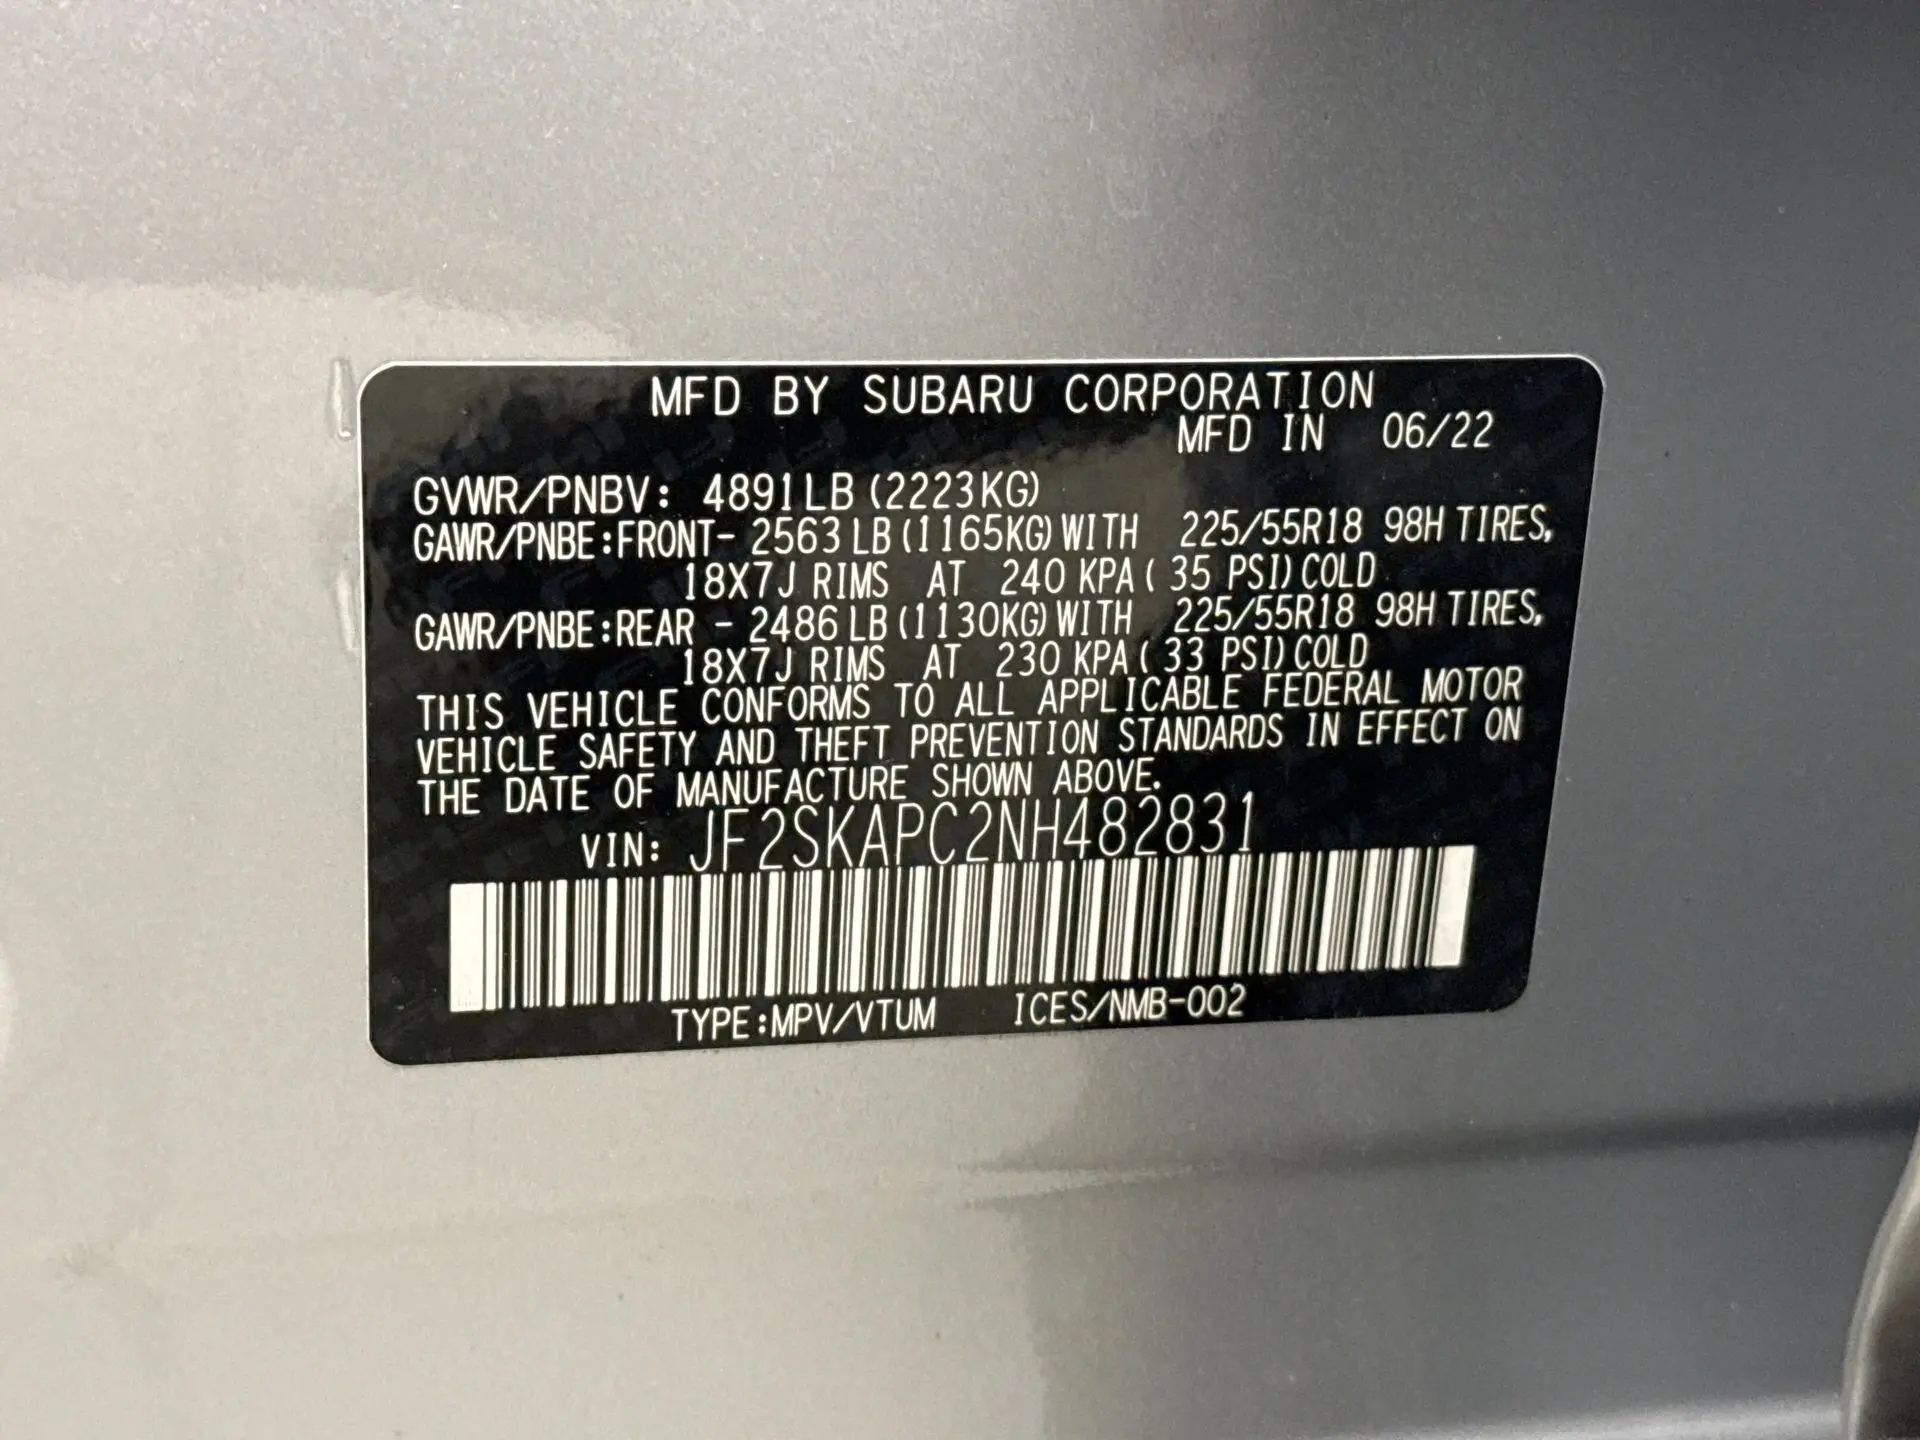 MFD BY SUBARU CORPORATION
MFD IN 06/22
GVWR/PNBV: 4891LB (2223KG)
GAWR/PNBE:FRONT- 2563 LB (1165KG) WITH 225/55R18 98H TIRES,
18X7J RIMS AT 240 KPA ( 35 PSI) COLD
GAWR/PNBE:REAR - 2486 LB (1130KG) WITH 225/55R18 98H TIRES,
18X7J RIMS AT 230 KPA ( 33 PSI) COLD
THIS VEHICLE CONFORMS TO ALL APPLICABLE FEDERAL MOTOR
VEHICLE SAFETY AND THEFT PREVENTION STANDARDS IN EFFECT ON
THE DATE OF MANUFACTURE SHOWN ABOVE.
VIN: JF2SKAPC2NH482831
TYPE:MPV/VTUM ICES/NMB-002